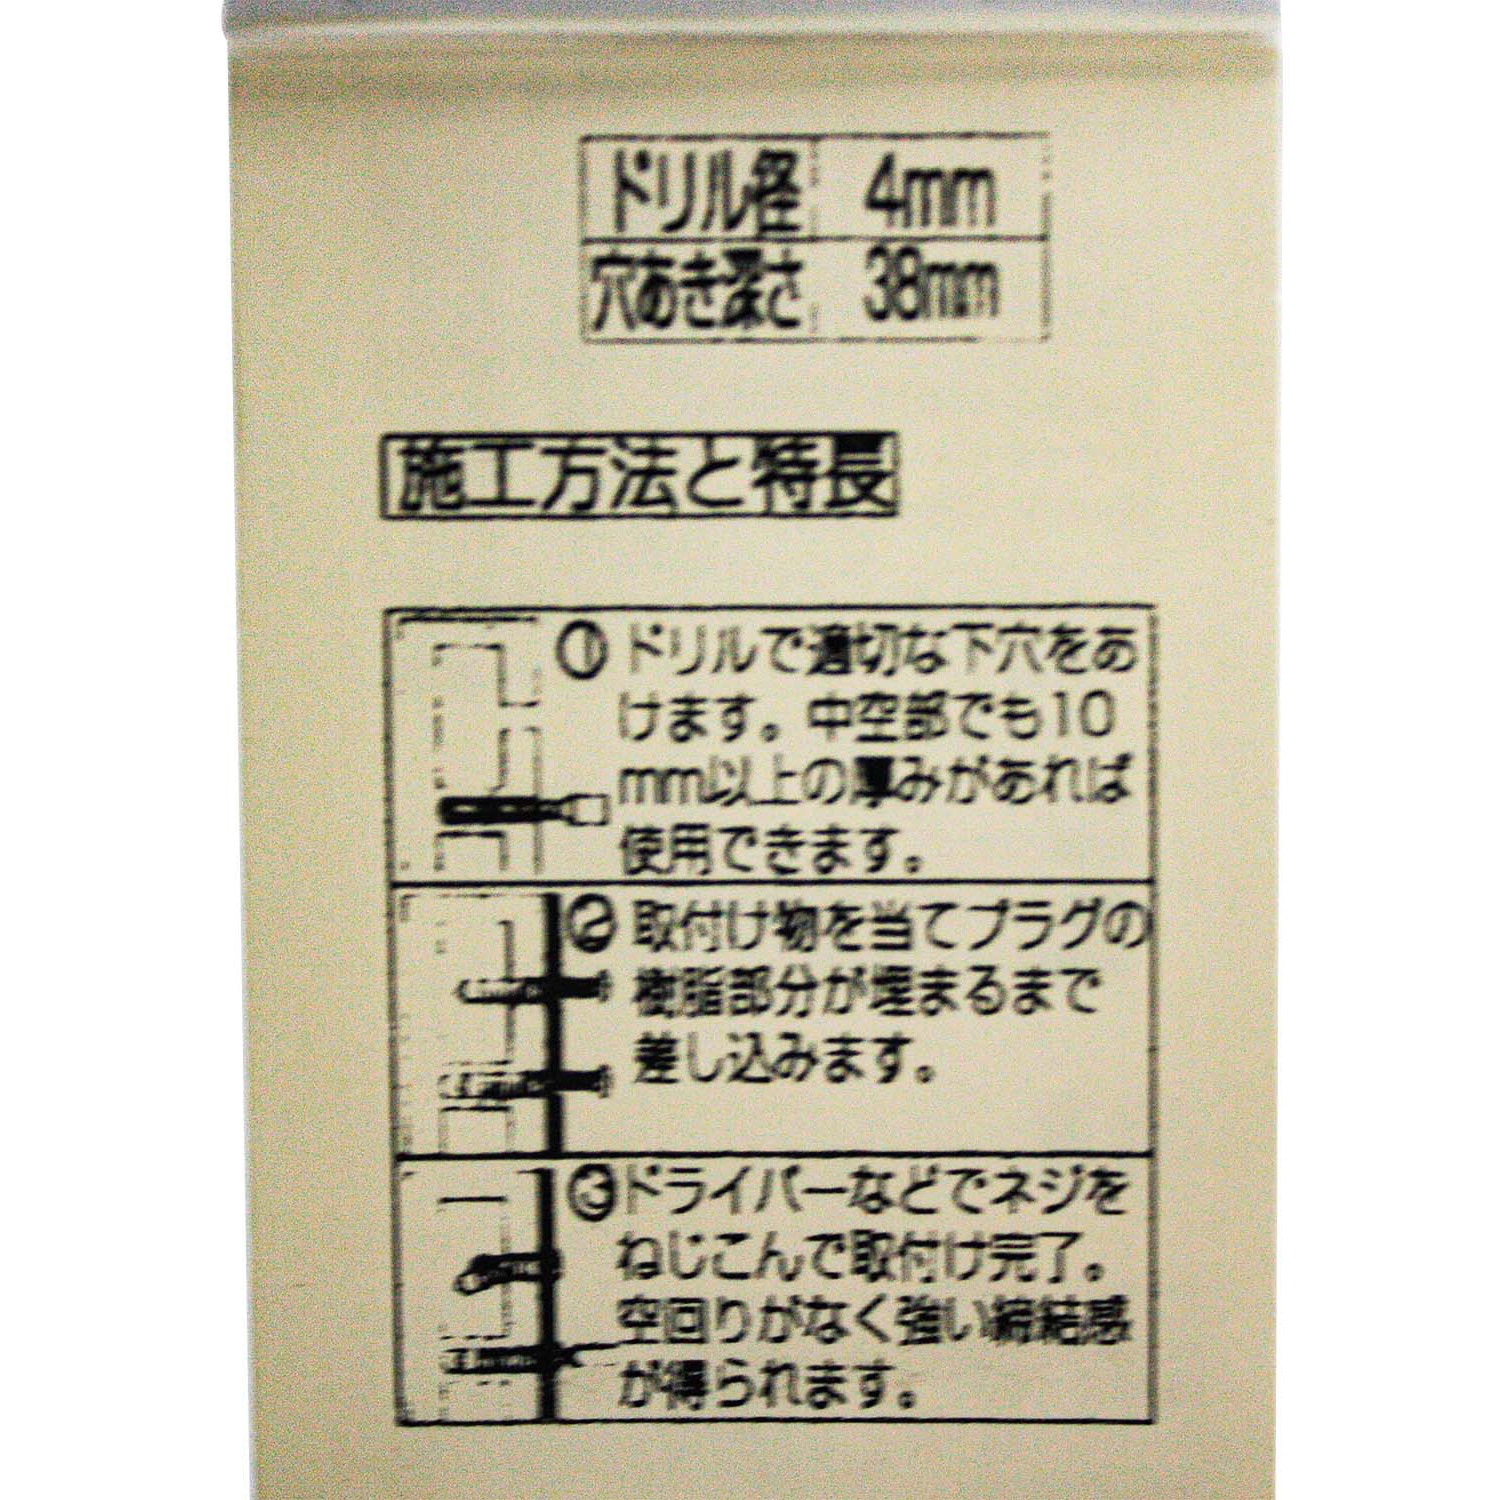 ドリル径 4mm
穴あき深さ 38mm
施工方法と特長
① ドリルで適切な下穴をあ
けます。中空部でも10
mm以上の厚みがあれば
使用できます。
② 取付け物を当てプラグの
樹脂部分が埋まるまで
差し込みます。
③ ドライバーなどでネジを
ねじこんで取付け完了。
空回りがなく強い締結感
が得られます。